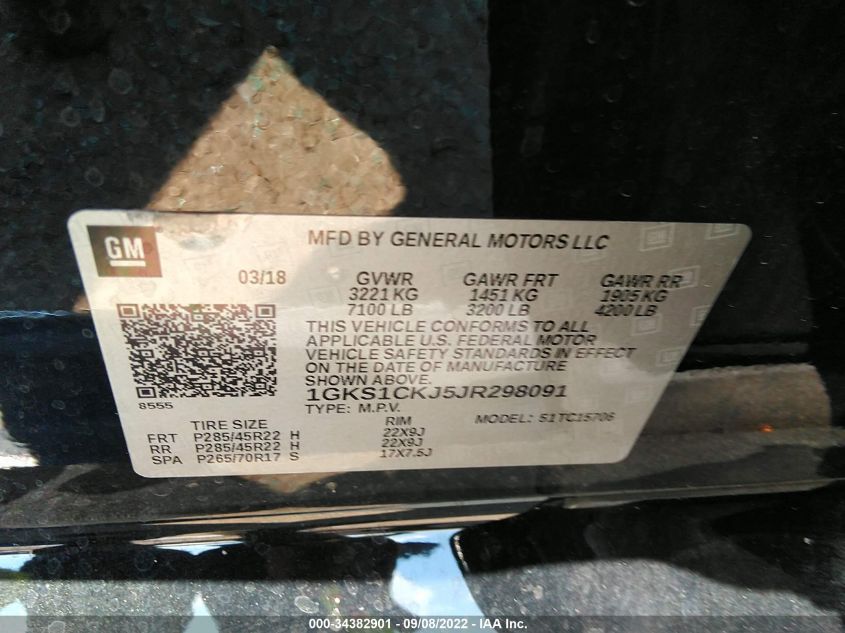 GM
MFD BY GENERAL MOTORS LLC
03/18 GVWR GAWR FRT GAWR RR
3221 KG 1451 KG 1905 KG
7100 LB 3200 LB 4200 LB
THIS VEHICLE CONFORMS TO ALL
APPLICABLE U.S. FEDERAL MOTOR
VEHICLE SAFETY STANDARDS IN EFFECT
ON THE DATE OF MANUFACTURE
SHOWN ABOVE.
1GKS1CKJ5JR298091
8555
TYPE: M.P.V. MODEL: 51TC15706
TIRE SIZE RIM
FRT P285/45R22 H 22X9J
RR P285/45R22 H 22X9J
SPA P265/70R17 S 17X7.5J
000-34382901 - 09/08/2022 - IAA Inc.